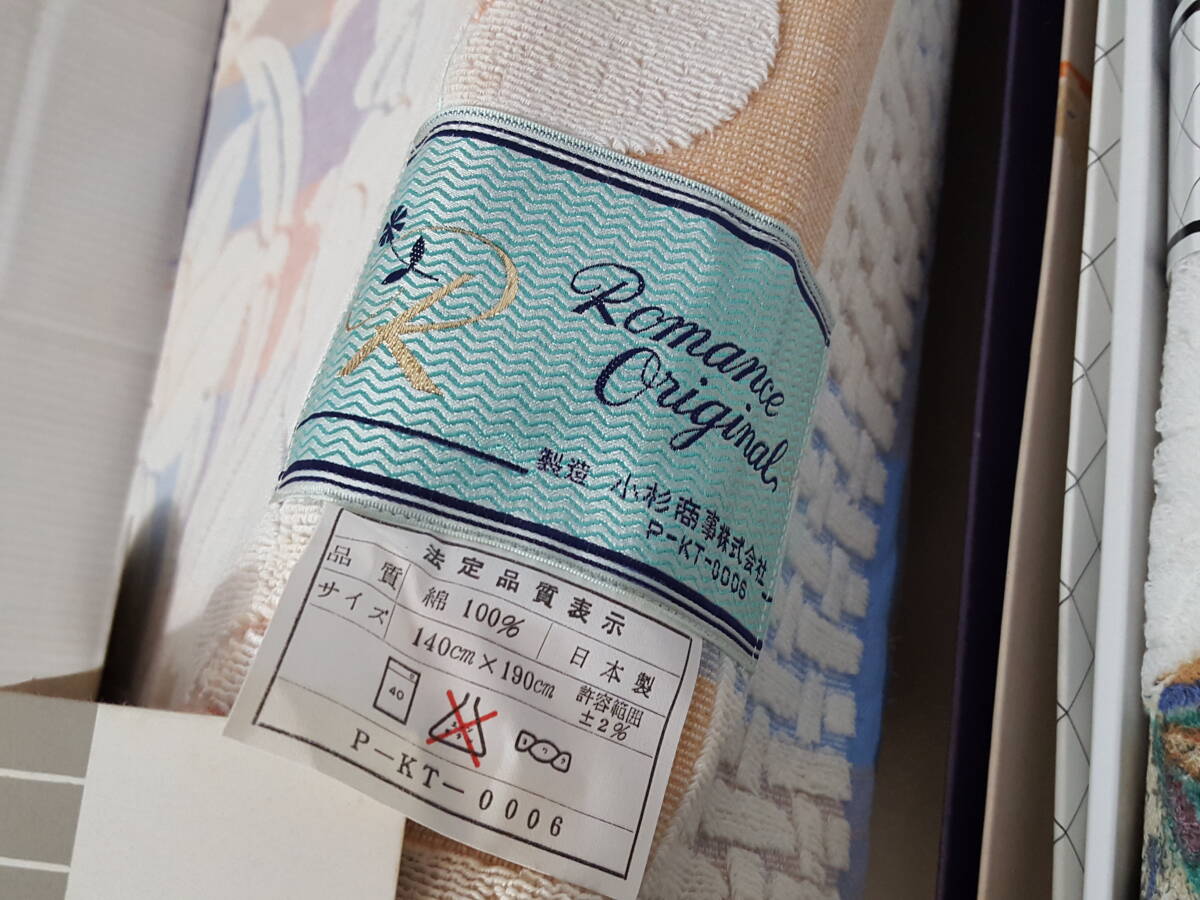 R
Romance
Original
製造 小杉商事株式会社
P-KT-0006
法定品質表示
品質 綿 100% 日本製
サイズ 140cm×190cm 許容範囲
±2%
40
P-KT-0006